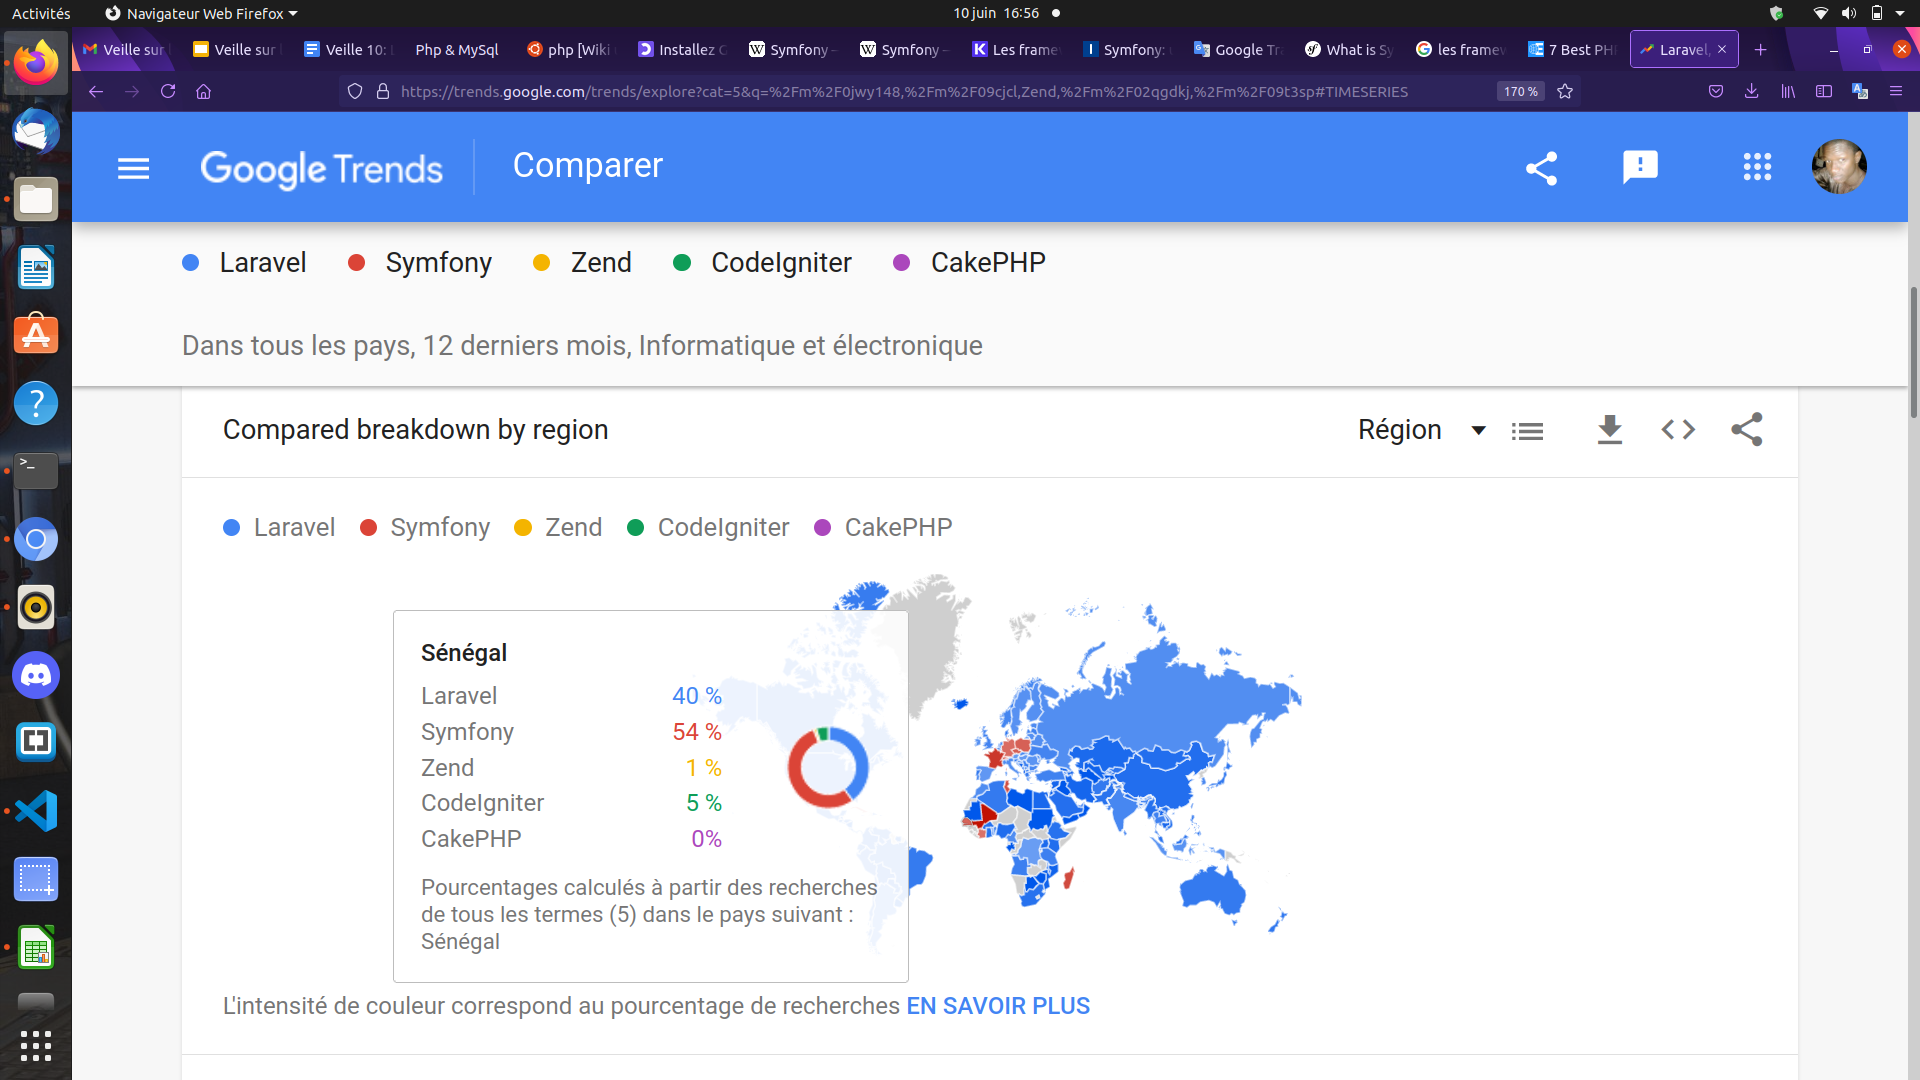 Activités
Navigateur Web Firefox
10 juin 16:56
Veille sur
Veille sur
Veille 10:
Php & MySql
php [Wiki
Installez
Symfony
Symfony
Les frame
Symfony:
Google Tr
What is Sy
les framew
7 Best PH
Laravel,
https://trends.google.com/trends/explore?cat=5&q=%2Fm%2F0jwy148,%2Fm%2F09cjcl,Zend,%2Fm%2F02qgdkj,%2Fm%2F09t3sp#TIMESERIES
170 %
Google Trends
Comparer
Laravel
Symfony
Zend
CodeIgniter
CakePHP
Dans tous les pays, 12 derniers mois, Informatique et électronique
Compared breakdown by region
Région
Laravel
Symfony
Zend
CodeIgniter
CakePHP
Sénégal
Laravel 40 %
Symfony 54 %
Zend 1 %
CodeIgniter 5 %
CakePHP 0%
Pourcentages calculés à partir des recherches
de tous les termes (5) dans le pays suivant :
Sénégal
L'intensité de couleur correspond au pourcentage de recherches EN SAVOIR PLUS